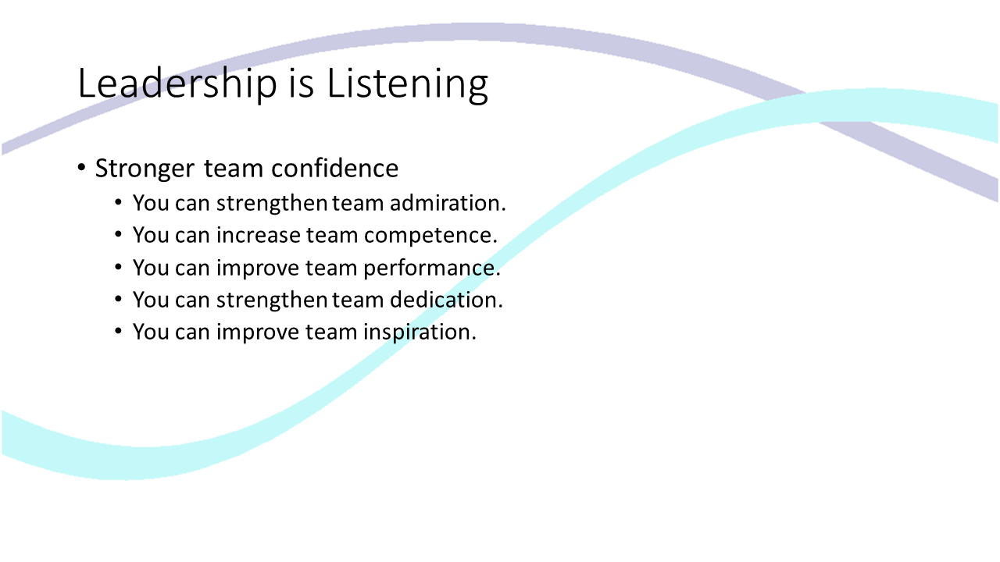 Leadership is Listening
• Stronger team confidence
• You can strengthen team admiration.
• You can increase team competence.
• You can improve team performance.
• You can strengthen team dedication.
• You can improve team inspiration.